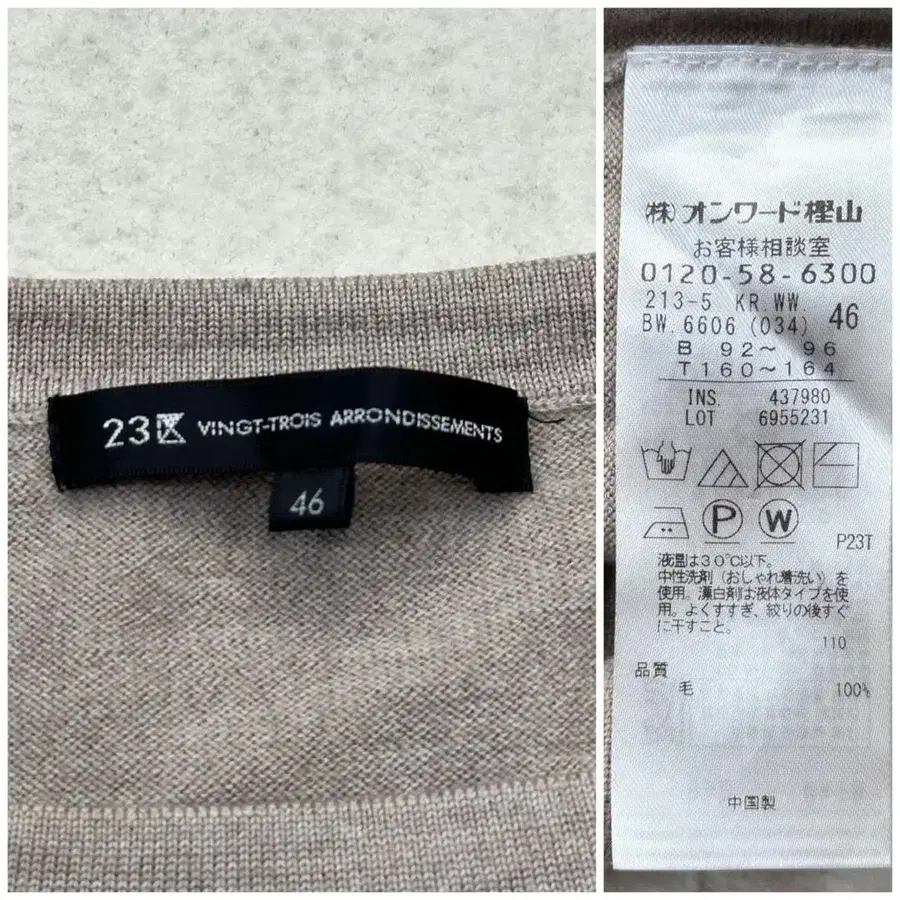 23区 VINGT-TROIS ARRONDISSEMENTS
46
(株)オンワード樫山
お客様相談室
0120-58-6300
213-5 KR.WW.
BW.6606 (034) 46
B 92～ 96
T 160～164
INS. 437980
LOT 6955231
P W
P23T
液温は30℃以下。
中性洗剤（おしゃれ着洗い）を
使用。漂白剤は液体タイプを使
用。よくすすぎ、絞りの後すぐ
に干すこと。
110
品質
毛 100%
中国製